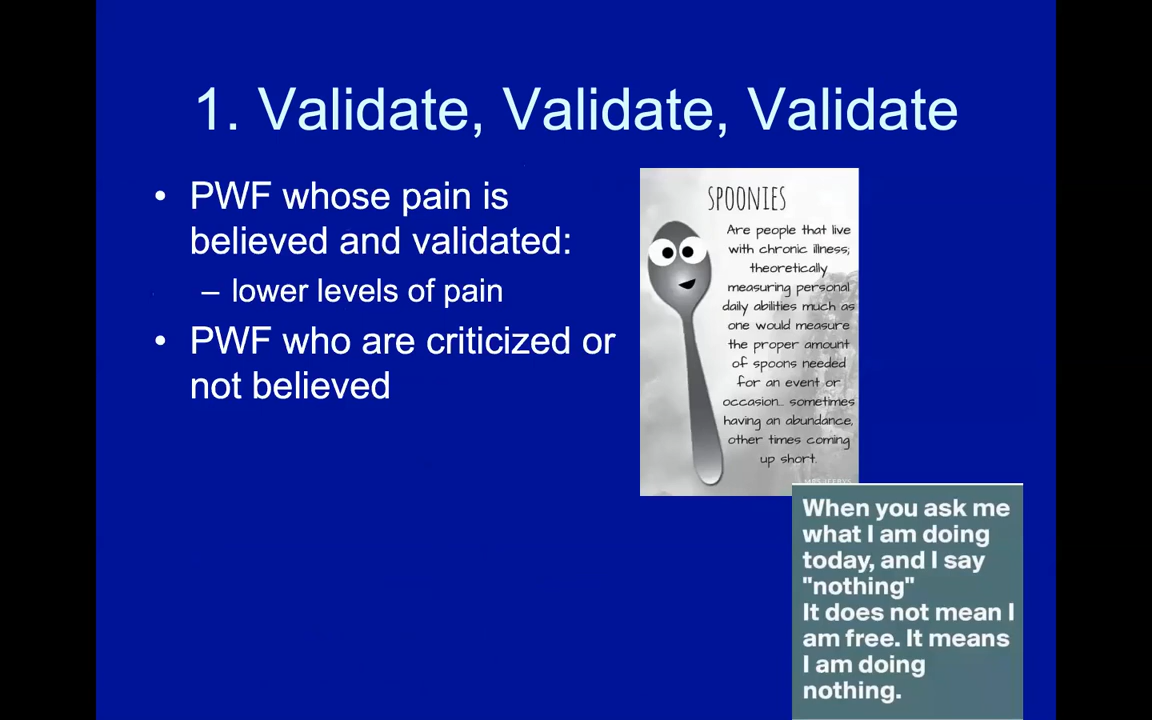 1. Validate, Validate, Validate
• PWF whose pain is
believed and validated:
– lower levels of pain
• PWF who are criticized or
not believed
SPOONIES
Are people that live
with chronic illness;
theoretically
measuring personal
daily abilities much as
one would measure
the proper amount
of spoons needed
for an event or
occasion... sometimes
having an abundance,
other times coming
up short.
When you ask me
what I am doing
today, and I say
"nothing"
It does not mean I
am free. It means
I am doing
nothing.